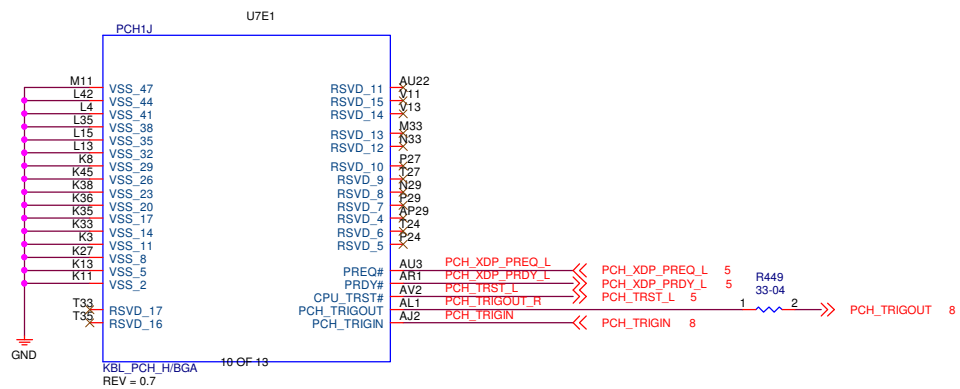 U7E1
PCH1J
M11 VSS_47 RSVD_11 AU22
L42 VSS_44 RSVD_15 V11
L4 VSS_41 RSVD_14 V13
L35 VSS_38 RSVD_13 M33
L15 VSS_35 RSVD_12 N33
L13 VSS_32
K8 VSS_29 RSVD_10 P27
K45 VSS_26 RSVD_9 T27
K38 VSS_23 RSVD_8 N29
K36 VSS_20 RSVD_7 P29
K35 VSS_17 RSVD_4 AP29
K33 VSS_14 RSVD_6 T24
K3 VSS_11 RSVD_5 P24
K27 VSS_8
K13 VSS_5 PREQ# AU3 PCH_XDP_PREQ_L PCH_XDP_PREQ_L 5
K11 VSS_2 PRDY# AR1 PCH_XDP_PRDY_L PCH_XDP_PRDY_L 5
CPU_TRST# AV2 PCH_TRST_L PCH_TRST_L 5
T33 RSVD_17 PCH_TRIGOUT AL1 PCH_TRIGOUT_R 1 R449 33-04 2 PCH_TRIGOUT 8
T35 RSVD_16 PCH_TRIGIN AJ2 PCH_TRIGIN PCH_TRIGIN 8
GND
10 OF 13
KBL_PCH_H/BGA
REV = 0.7